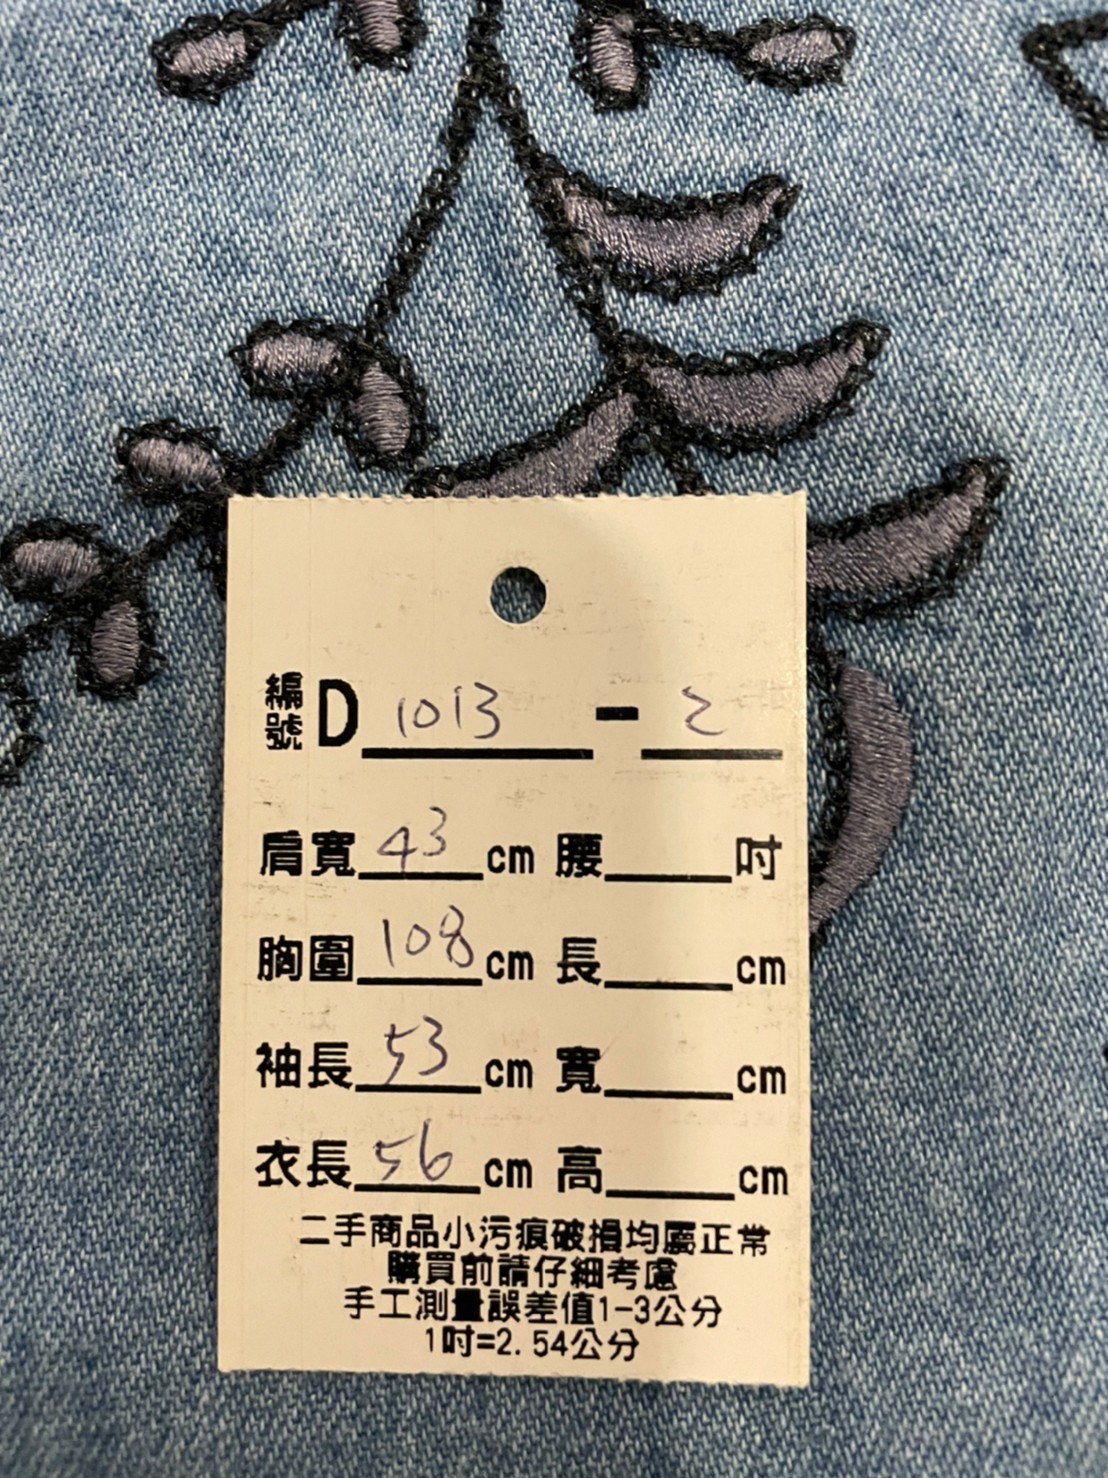 編號 D 1013 - 2
肩寬 43 cm 腰 吋
胸圍 108 cm 長 cm
袖長 53 cm 寬 cm
衣長 56 cm 高 cm
二手商品小污痕破損均屬正常
購買前請仔細考慮
手工測量誤差值1-3公分
1吋=2.54公分